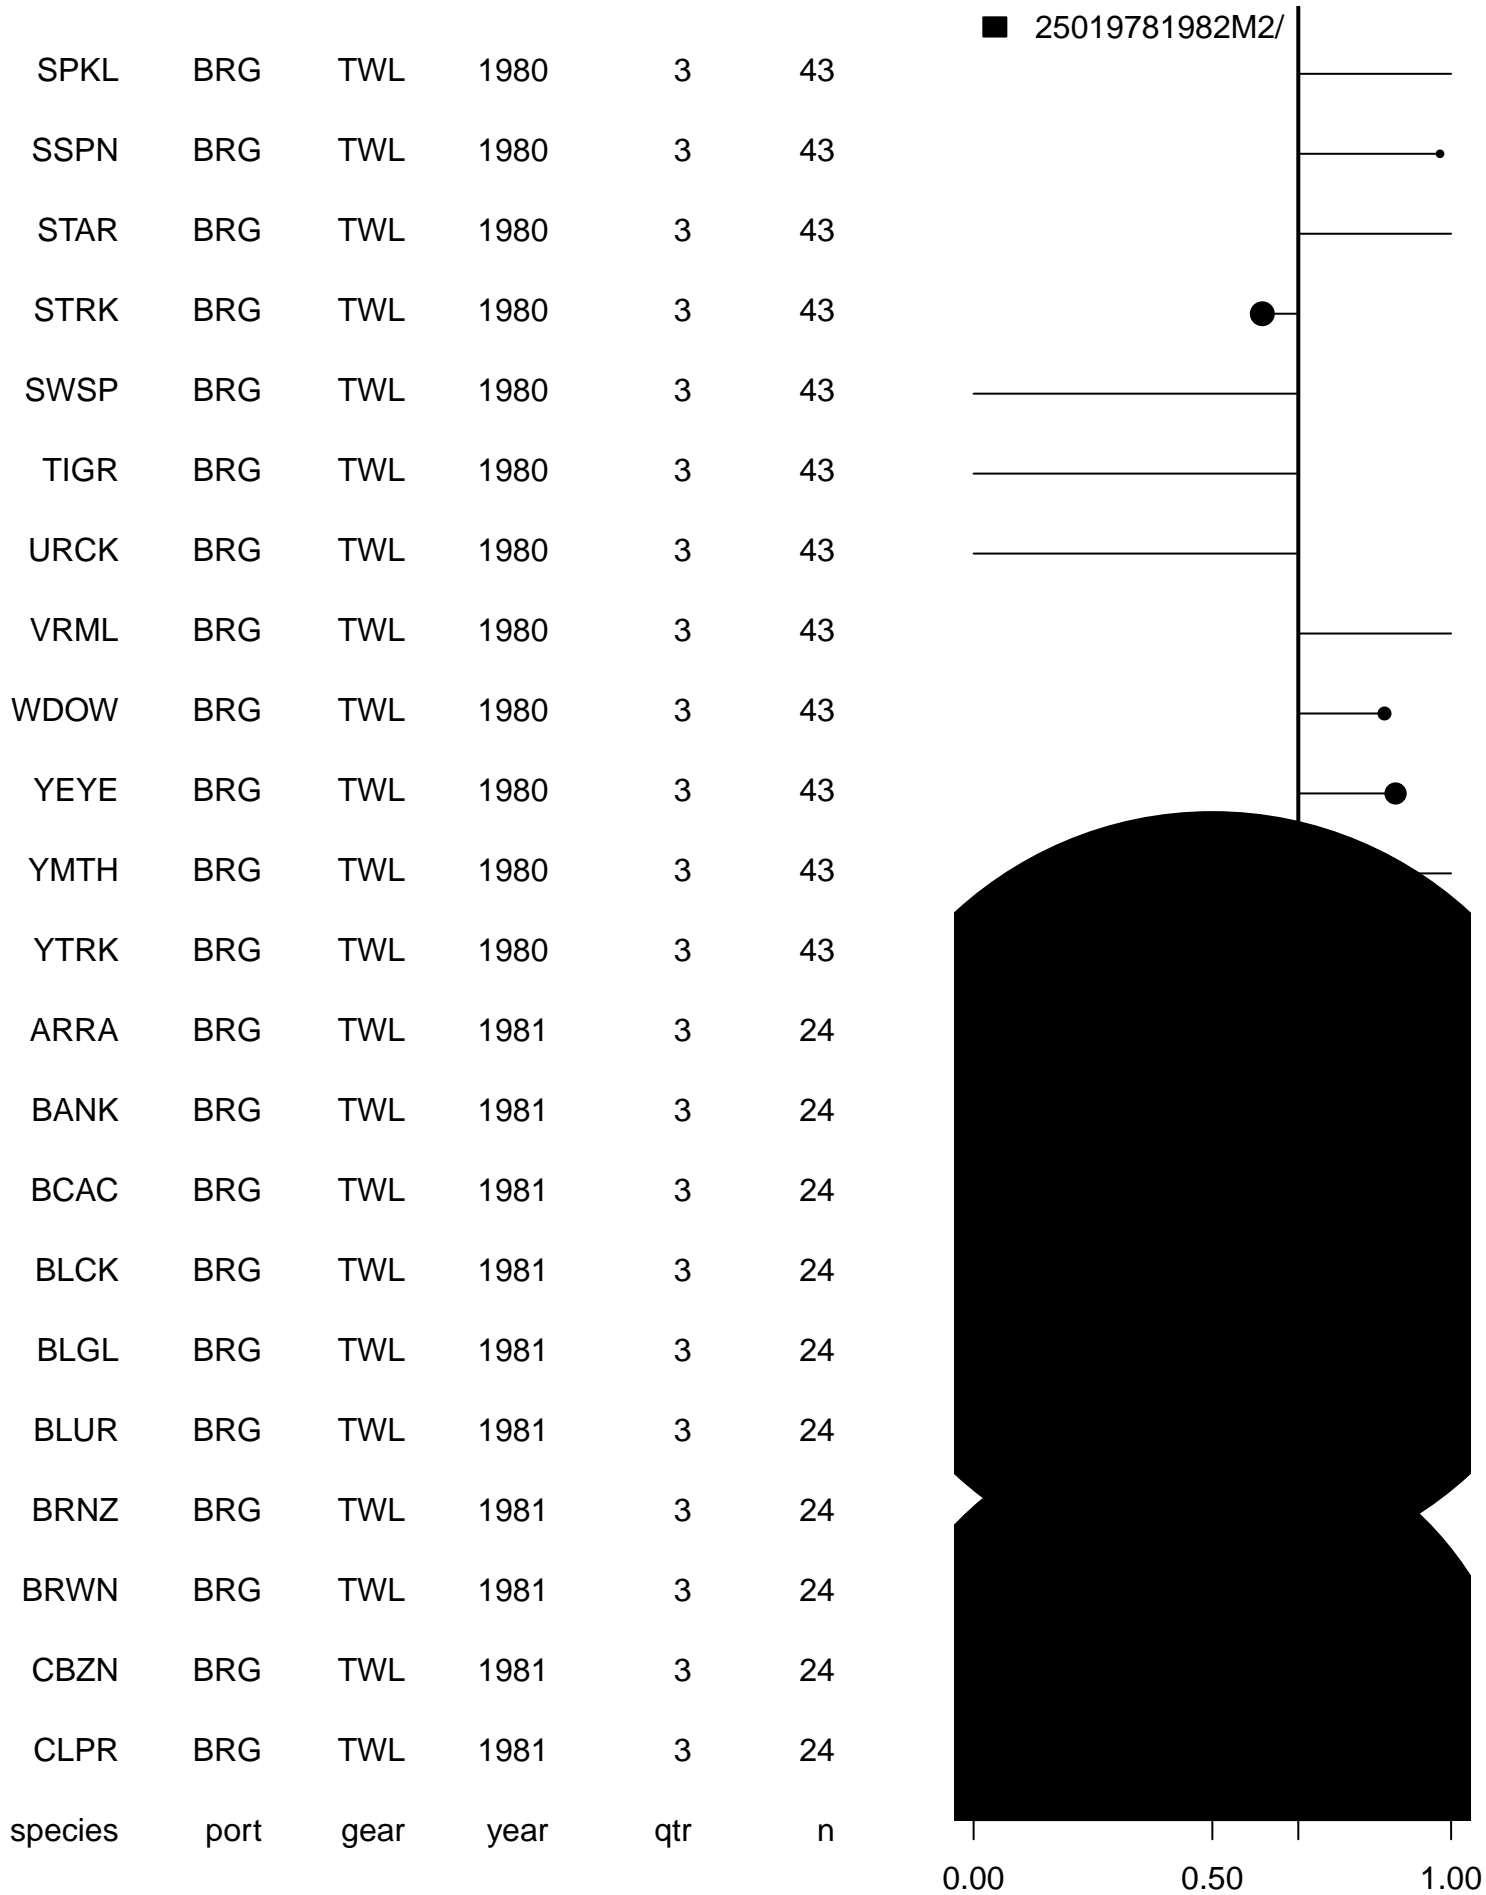 25019781982M2/
SPKL BRG TWL 1980 3 43
SSPN BRG TWL 1980 3 43
STAR BRG TWL 1980 3 43
STRK BRG TWL 1980 3 43
SWSP BRG TWL 1980 3 43
TIGR BRG TWL 1980 3 43
URCK BRG TWL 1980 3 43
VRML BRG TWL 1980 3 43
WDOW BRG TWL 1980 3 43
YEYE BRG TWL 1980 3 43
YMTH BRG TWL 1980 3 43
YTRK BRG TWL 1980 3 43
ARRA BRG TWL 1981 3 24
BANK BRG TWL 1981 3 24
BCAC BRG TWL 1981 3 24
BLCK BRG TWL 1981 3 24
BLGL BRG TWL 1981 3 24
BLUR BRG TWL 1981 3 24
BRNZ BRG TWL 1981 3 24
BRWN BRG TWL 1981 3 24
CBZN BRG TWL 1981 3 24
CLPR BRG TWL 1981 3 24
species port gear year qtr n
0.00 0.50 1.00